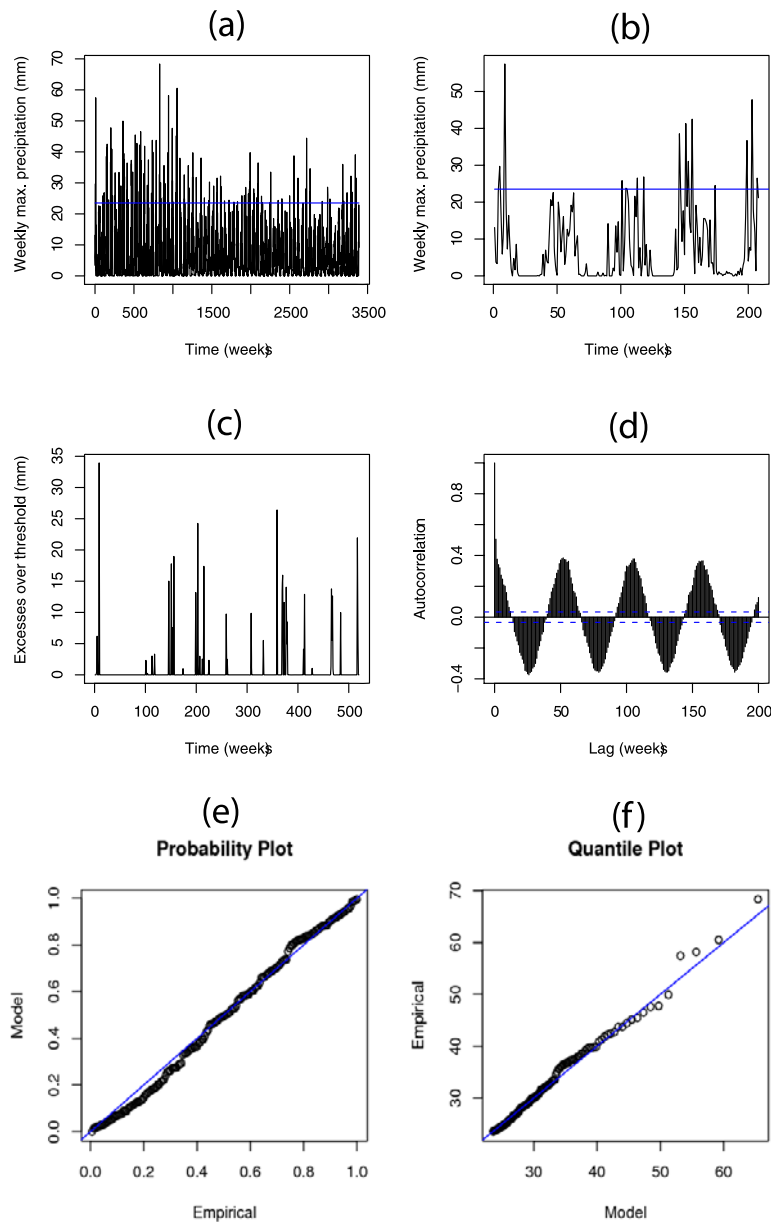 (a)
Weekly max. precipitation (mm)
70
60
50
40
30
20
10
0
0 500 1500 2500 3500
Time (weeks)
(b)
Weekly max. precipitation (mm)
50
40
30
20
10
0
0 50 100 150 200
Time (weeks)
(c)
Excesses over threshold (mm)
35
30
25
20
15
10
5
0
0 100 200 300 400 500
Time (weeks)
(d)
Autocorrelation
0.8
0.4
0.0
−0.4
0 50 100 150 200
Lag (weeks)
(e)
Probability Plot
Model
1.0
0.8
0.6
0.4
0.2
0.0
0.0 0.2 0.4 0.6 0.8 1.0
Empirical
(f)
Quantile Plot
Empirical
70
60
50
40
30
30 40 50 60
Model